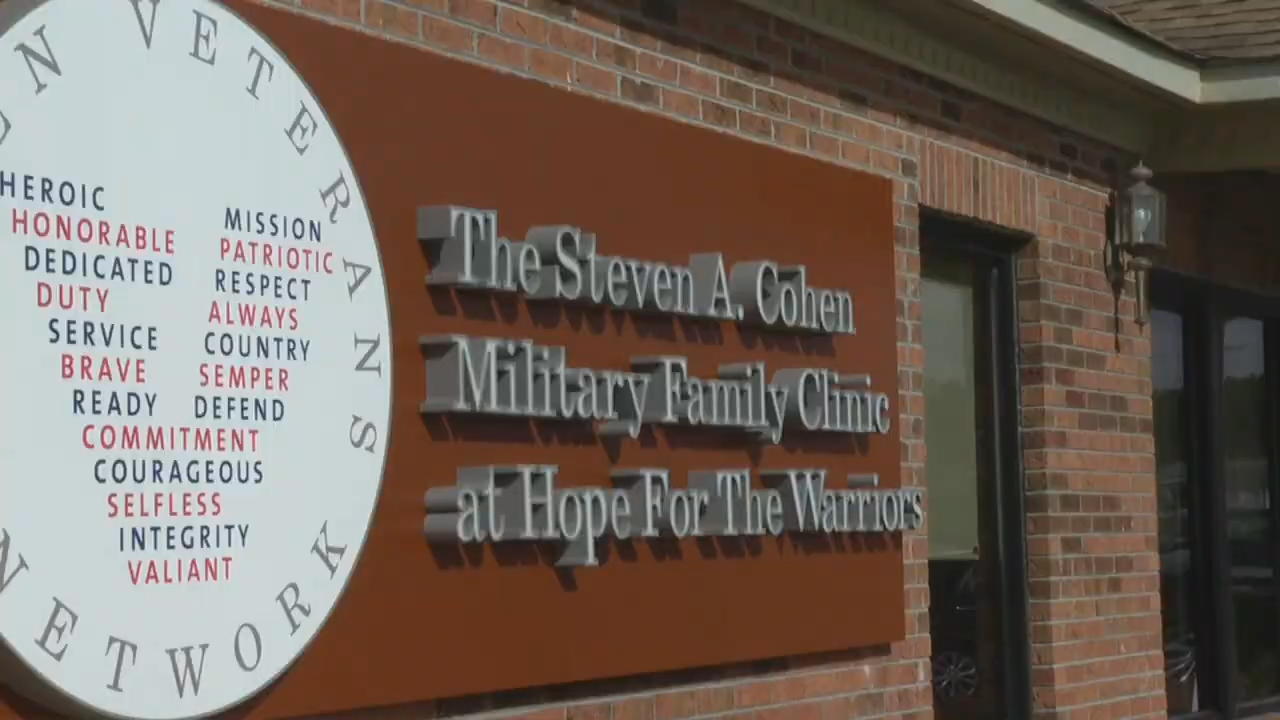 VETERANS
NETWORK
HEROIC
HONORABLE
DEDICATED
DUTY
SERVICE
BRAVE
READY
MISSION
PATRIOTIC
RESPECT
ALWAYS
COUNTRY
SEMPER
DEFEND
COMMITMENT
COURAGEOUS
SELFLESS
INTEGRITY
VALIANT
The Steven A. Cohen
Military Family Clinic
at Hope For The Warriors